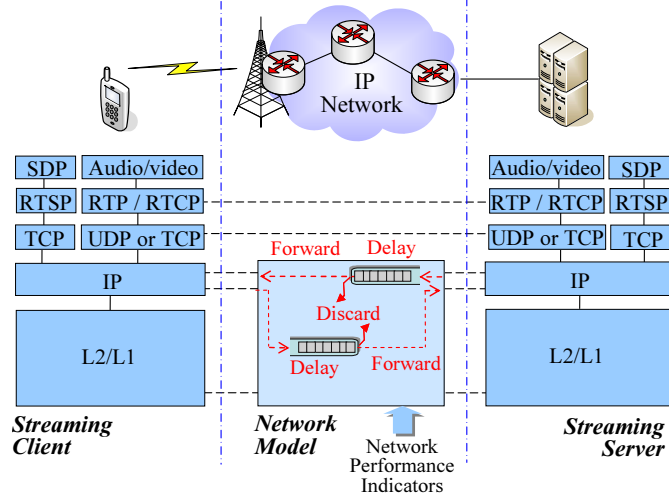 IP
Network
SDP
Audio/video
Audio/video
SDP
RTSP
RTP / RTCP
RTP / RTCP
RTSP
TCP
UDP or TCP
UDP or TCP
TCP
Forward
Delay
IP
IP
Discard
L2/L1
Delay
Forward
L2/L1
Streaming
Client
Network
Model
Network
Performance
Indicators
Streaming
Server